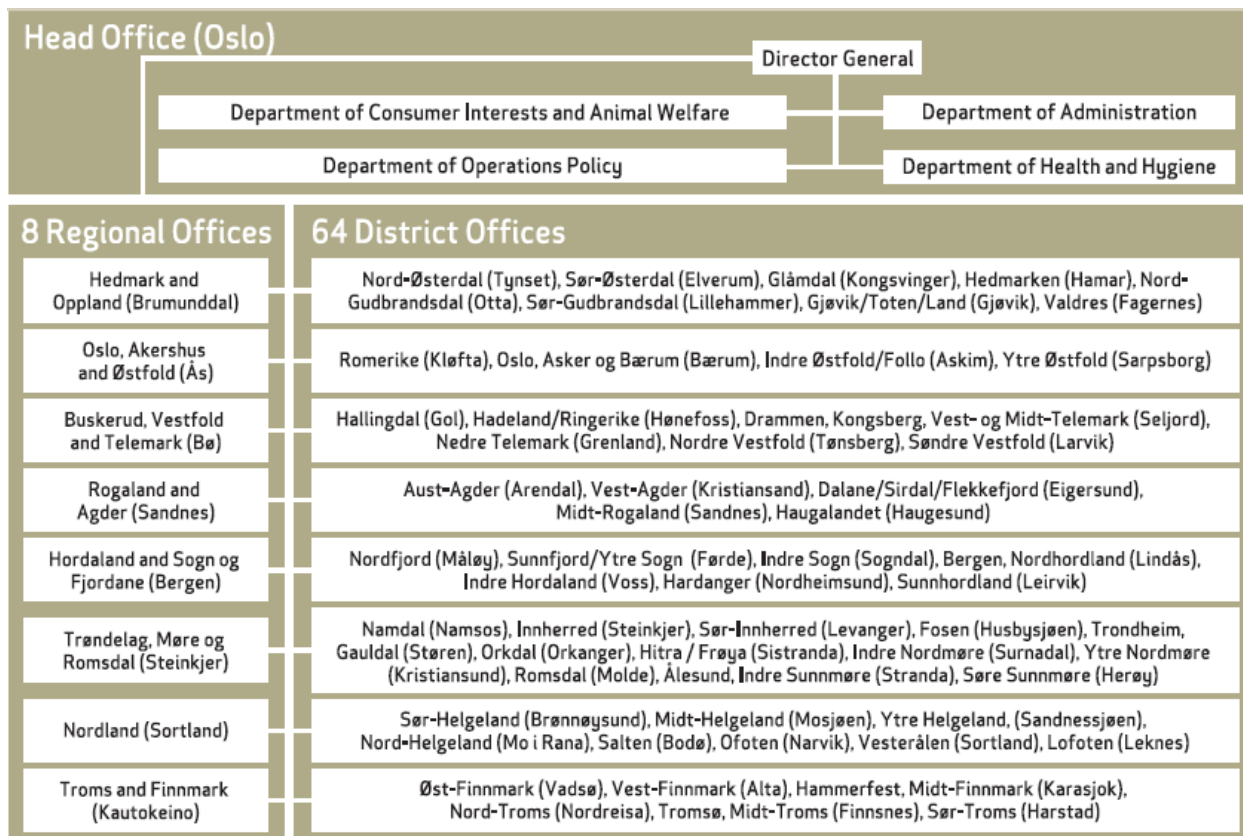 Head Office (Oslo)
Director General
Department of Consumer Interests and Animal Welfare
Department of Administration
Department of Operations Policy
Department of Health and Hygiene
8 Regional Offices
64 District Offices
Hedmark and
Oppland (Brumunddal)
Nord-Østerdal (Tynset), Sør-Østerdal (Elverum), Glåmdal (Kongsvinger), Hedmarken (Hamar), Nord-
Gudbrandsdal (Otta), Sør-Gudbrandsdal (Lillehammer), Gjøvik/Toten/Land (Gjøvik), Valdres (Fagernes)
Oslo, Akershus
and Østfold (Ås)
Romerike (Kløfta), Oslo, Asker og Bærum (Bærum), Indre Østfold/Follo (Askim), Ytre Østfold (Sarpsborg)
Buskerud, Vestfold
and Telemark (Bø)
Hallingdal (Gol), Hadeland/Ringerike (Hønefoss), Drammen, Kongsberg, Vest- og Midt-Telemark (Seljord),
Nedre Telemark (Grenland), Nordre Vestfold (Tønsberg), Søndre Vestfold (Larvik)
Rogaland and
Agder (Sandnes)
Aust-Agder (Arendal), Vest-Agder (Kristiansand), Dalane/Sirdal/Flekkefjord (Eigersund),
Midt-Rogaland (Sandnes), Haugalandet (Haugesund)
Hordaland and Sogn og
Fjordane (Bergen)
Nordfjord (Måløy), Sunnfjord/Ytre Sogn (Førde), Indre Sogn (Sogndal), Bergen, Nordhordland (Lindås),
Indre Hordaland (Voss), Hardanger (Nordheimsund), Sunnhordland (Leirvik)
Trøndelag, Møre og
Romsdal (Steinkjer)
Namdal (Namsos), Innherred (Steinkjer), Sør-Innherred (Levanger), Fosen (Husbysjøen), Trondheim,
Gauldal (Støren), Orkdal (Orkanger), Hitra / Frøya (Sistranda), Indre Nordmøre (Surnadal), Ytre Nordmøre
(Kristiansund), Romsdal (Molde), Ålesund, Indre Sunnmøre (Stranda), Søre Sunnmøre (Herøy)
Nordland (Sortland)
Sør-Helgeland (Brønnøysund), Midt-Helgeland (Mosjøen), Ytre Helgeland, (Sandnessjøen),
Nord-Helgeland (Mo i Rana), Salten (Bodø), Ofoten (Narvik), Vesterålen (Sortland), Lofoten (Leknes)
Troms and Finnmark
(Kautokeino)
Øst-Finnmark (Vadsø), Vest-Finnmark (Alta), Hammerfest, Midt-Finnmark (Karasjok),
Nord-Troms (Nordreisa), Tromsø, Midt-Troms (Finnsnes), Sør-Troms (Harstad)